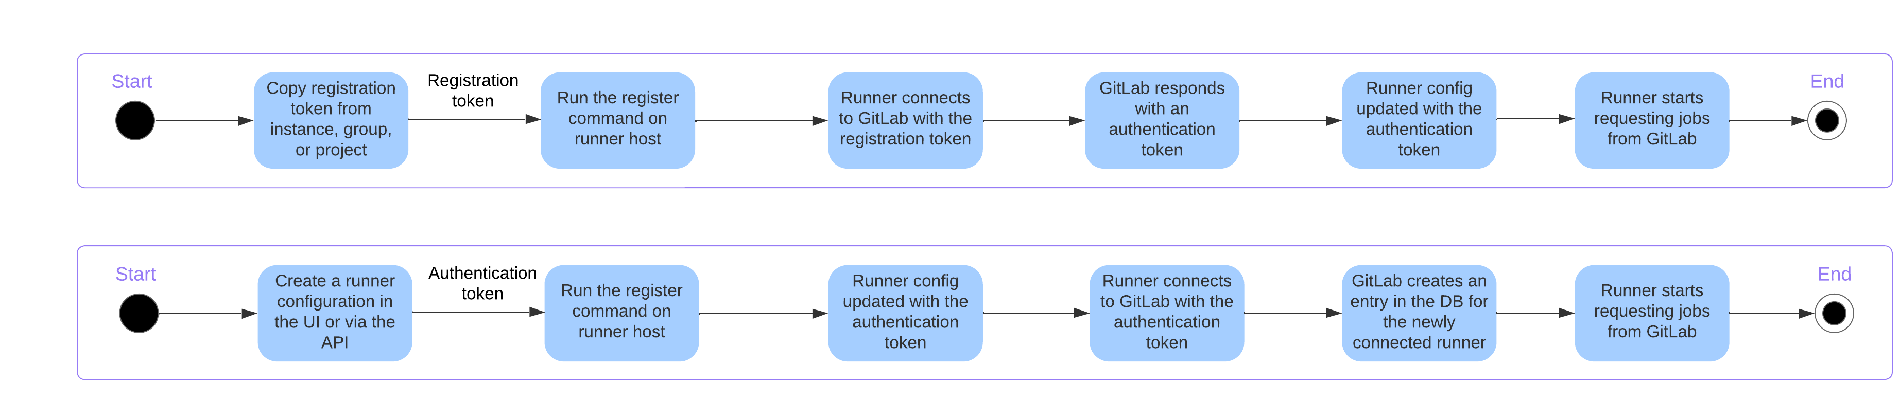 Start
Copy registration
token from
instance, group,
or project
Registration
token
Run the register
command on
runner host
Runner connects
to GitLab with the
registration token
GitLab responds
with an
authentication
token
Runner config
updated with the
authentication
token
Runner starts
requesting jobs
from GitLab
End
Start
Create a runner
configuration in
the UI or via the
API
Authentication
token
Run the register
command on
runner host
Runner config
updated with the
authentication
token
Runner connects
to GitLab with the
authentication
token
GitLab creates an
entry in the DB for
the newly
connected runner
Runner starts
requesting jobs
from GitLab
End